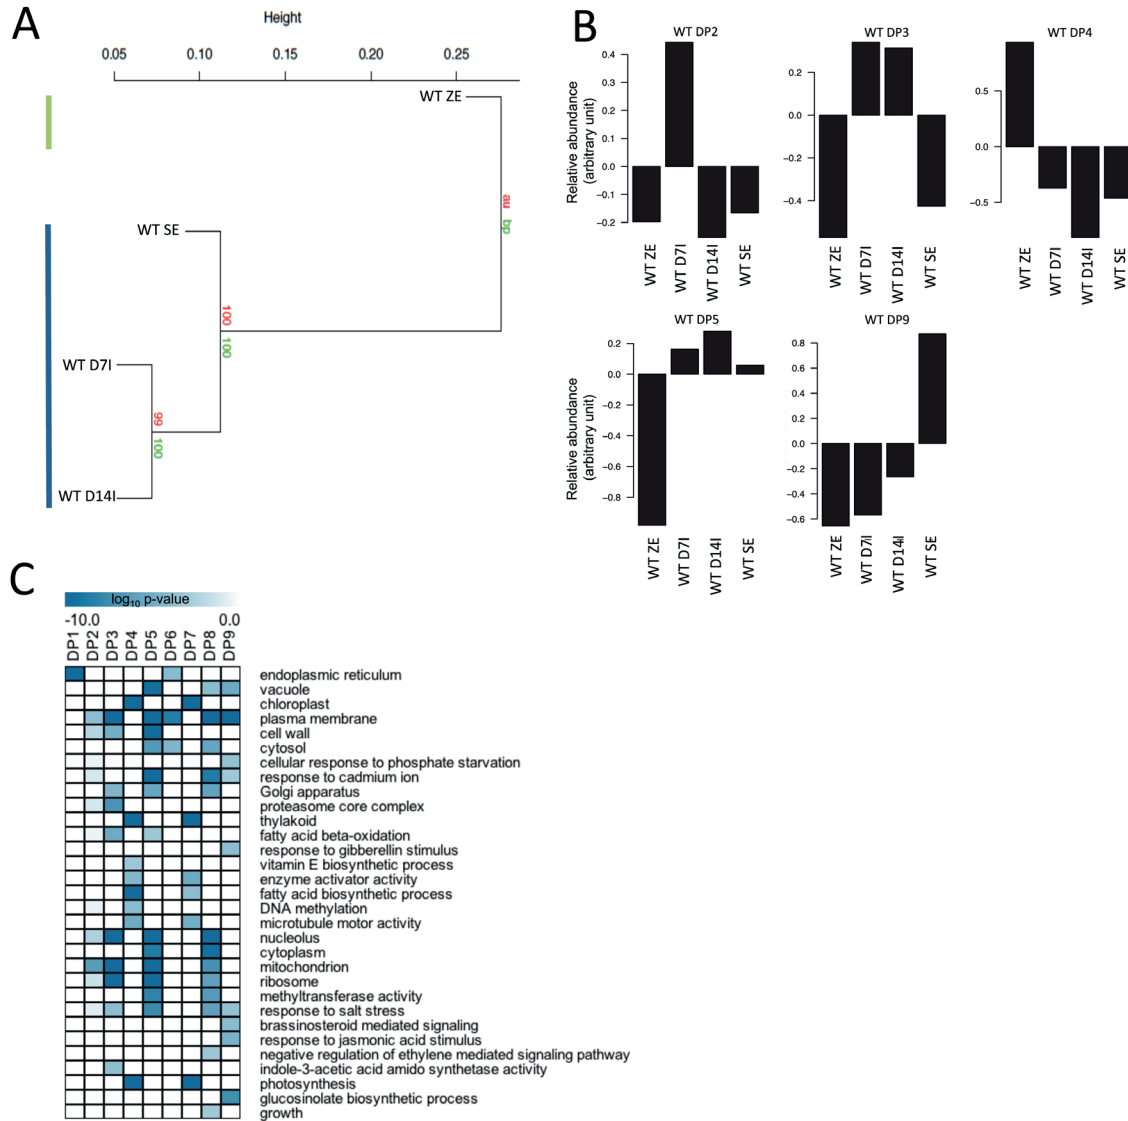 A
Height
0.05 0.10 0.15 0.20 0.25
WT ZE
au
bp
WT SE
100
100
WT D7I
99
100
WT D14I
B
WT DP2
Relative abundance
(arbitrary unit)
0.4
0.3
0.2
0.1
0.0
−0.1
−0.2
WT ZE
WT D7I
WT D14I
WT SE
WT DP3
0.2
0.0
−0.2
−0.4
WT ZE
WT D7I
WT D14I
WT SE
WT DP4
0.5
0.0
−0.5
WT ZE
WT D7I
WT D14I
WT SE
WT DP5
Relative abundance
(arbitrary unit)
0.2
0.0
−0.2
−0.4
−0.6
−0.8
WT ZE
WT D7I
WT D14I
WT SE
WT DP9
0.8
0.6
0.4
0.2
0.0
−0.2
−0.4
−0.6
WT ZE
WT D7II
WT D14II
WT SE
C
log10 p-value
-10.0 0.0
DP1 DP2 DP3 DP4 DP5 DP6 DP7 DP8 DP9
endoplasmic reticulum
vacuole
chloroplast
plasma membrane
cell wall
cytosol
cellular response to phosphate starvation
response to cadmium ion
Golgi apparatus
proteasome core complex
thylakoid
fatty acid beta-oxidation
response to gibberellin stimulus
vitamin E biosynthetic process
enzyme activator activity
fatty acid biosynthetic process
DNA methylation
microtubule motor activity
nucleolus
cytoplasm
mitochondrion
ribosome
methyltransferase activity
response to salt stress
brassinosteroid mediated signaling
response to jasmonic acid stimulus
negative regulation of ethylene mediated signaling pathway
indole-3-acetic acid amido synthetase activity
photosynthesis
glucosinolate biosynthetic process
growth